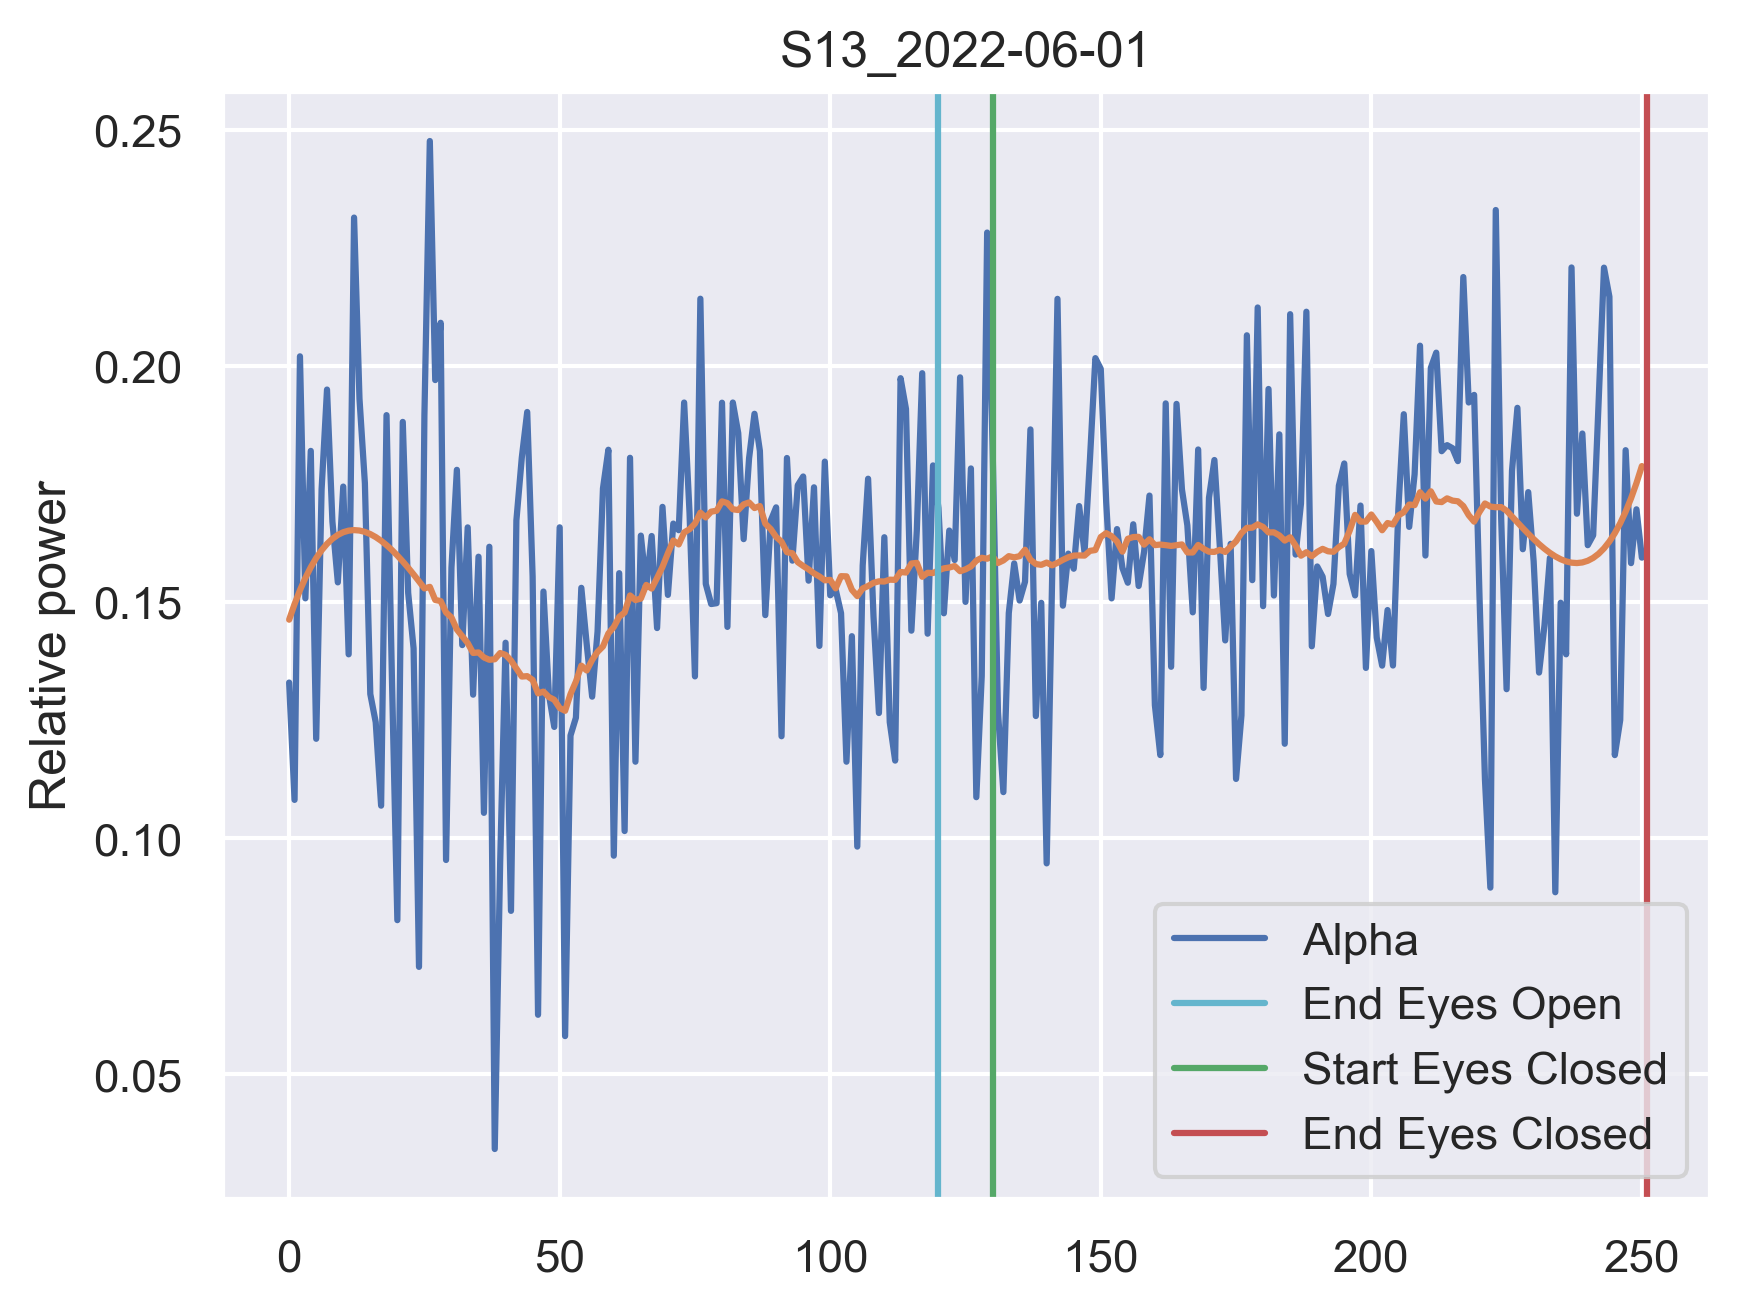 S13_2022-06-01
0.25
0.20
0.15
0.10
0.05
Relative power
Alpha
End Eyes Open
Start Eyes Closed
End Eyes Closed
0 50 100 150 200 250